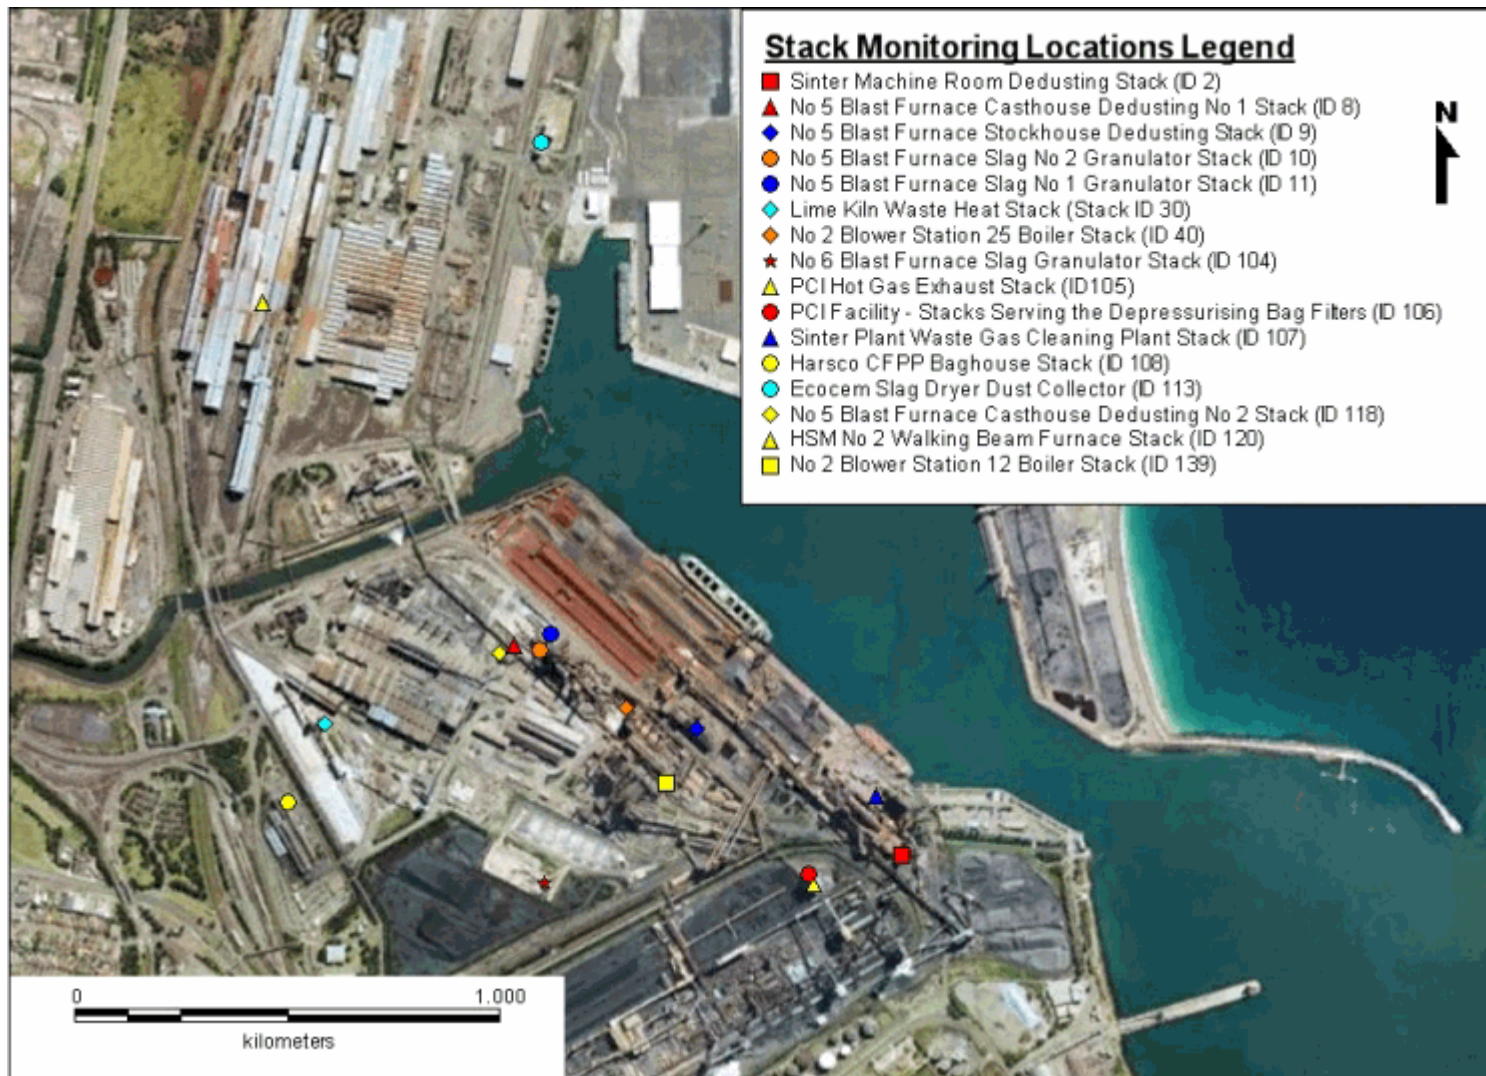 Stack Monitoring Locations Legend
Sinter Machine Room Dedusting Stack (ID 2)
No 5 Blast Furnace Casthouse Dedusting No 1 Stack (ID 8)
No 5 Blast Furnace Stockhouse Dedusting Stack (ID 9)
No 5 Blast Furnace Slag No 2 Granulator Stack (ID 10)
No 5 Blast Furnace Slag No 1 Granulator Stack (ID 11)
Lime Kiln Waste Heat Stack (Stack ID 30)
No 2 Blower Station 25 Boiler Stack (ID 40)
No 6 Blast Furnace Slag Granulator Stack (ID 104)
PCI Hot Gas Exhaust Stack (ID105)
PCI Facility - Stacks Serving the Depressurising Bag Filters (ID 106)
Sinter Plant Waste Gas Cleaning Plant Stack (ID 107)
Harsco CFPP Baghouse Stack (ID 108)
Ecocem Slag Dryer Dust Collector (ID 113)
No 5 Blast Furnace Casthouse Dedusting No 2 Stack (ID 118)
HSM No 2 Walking Beam Furnace Stack (ID 120)
No 2 Blower Station 12 Boiler Stack (ID 139)
N
0 1.000
kilometers